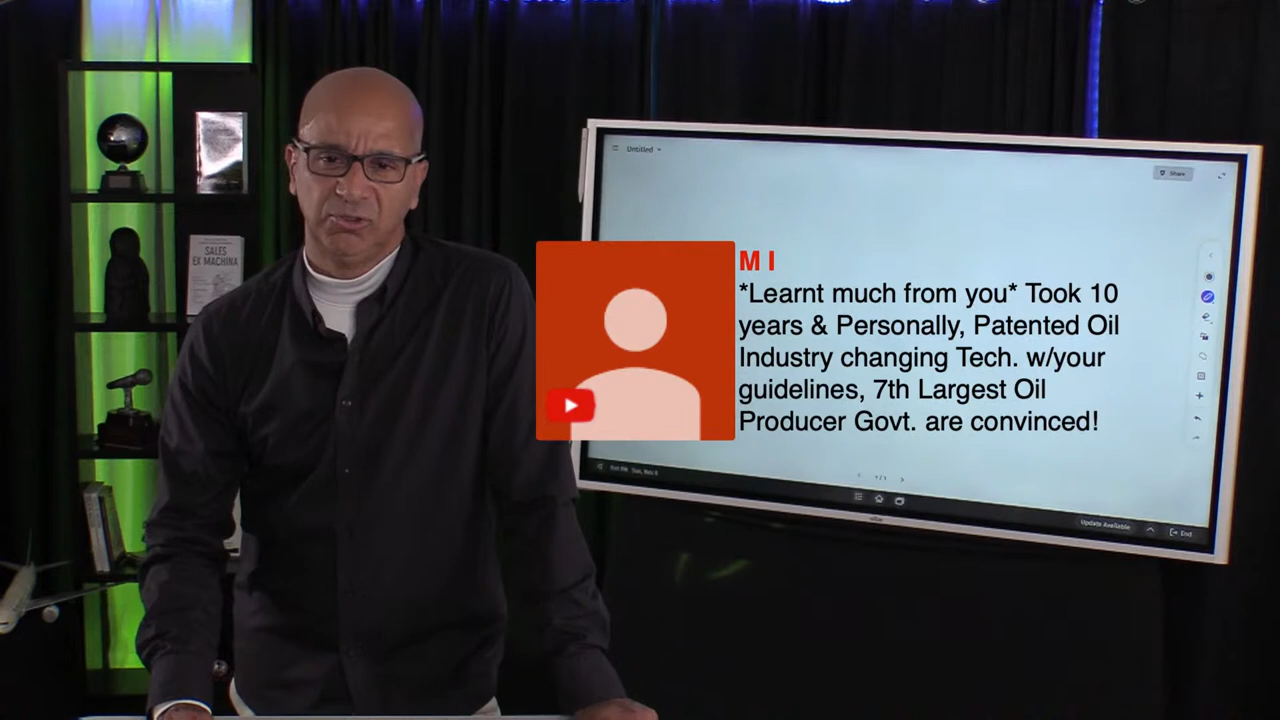 Untitled
Share
SALES
EX MACHINA
M I
*Learnt much from you* Took 10
years & Personally, Patented Oil
Industry changing Tech. w/your
guidelines, 7th Largest Oil
Producer Govt. are convinced!
Update Available
End